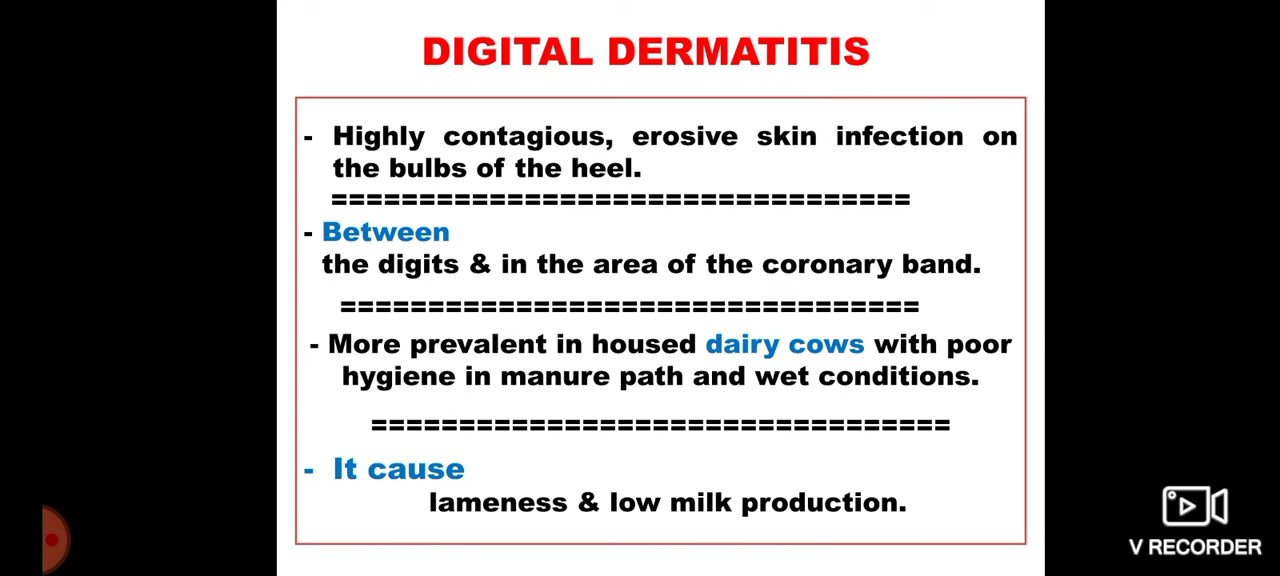 DIGITAL DERMATITIS
- Highly contagious, erosive skin infection on
the bulbs of the heel.
=================================
- Between
the digits & in the area of the coronary band.
=================================
- More prevalent in housed dairy cows with poor
hygiene in manure path and wet conditions.
=================================
- It cause
lameness & low milk production.
V RECORDER